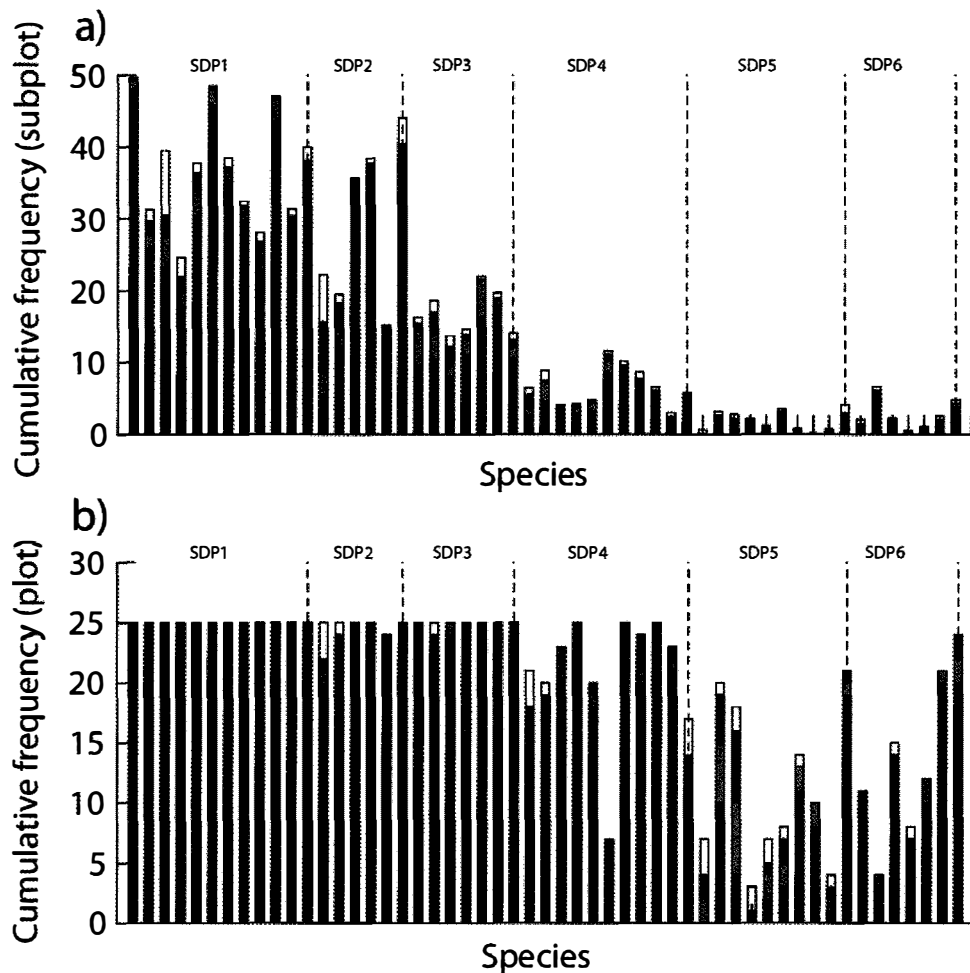 a)
SDP1 SDP2 SDP3 SDP4 SDP5 SDP6
Cumulative frequency (subplot)
50
40
30
20
10
0
Species
b)
SDP1 SDP2 SDP3 SDP4 SDP5 SDP6
Cumulative frequency (plot)
30
25
20
15
10
5
0
Species